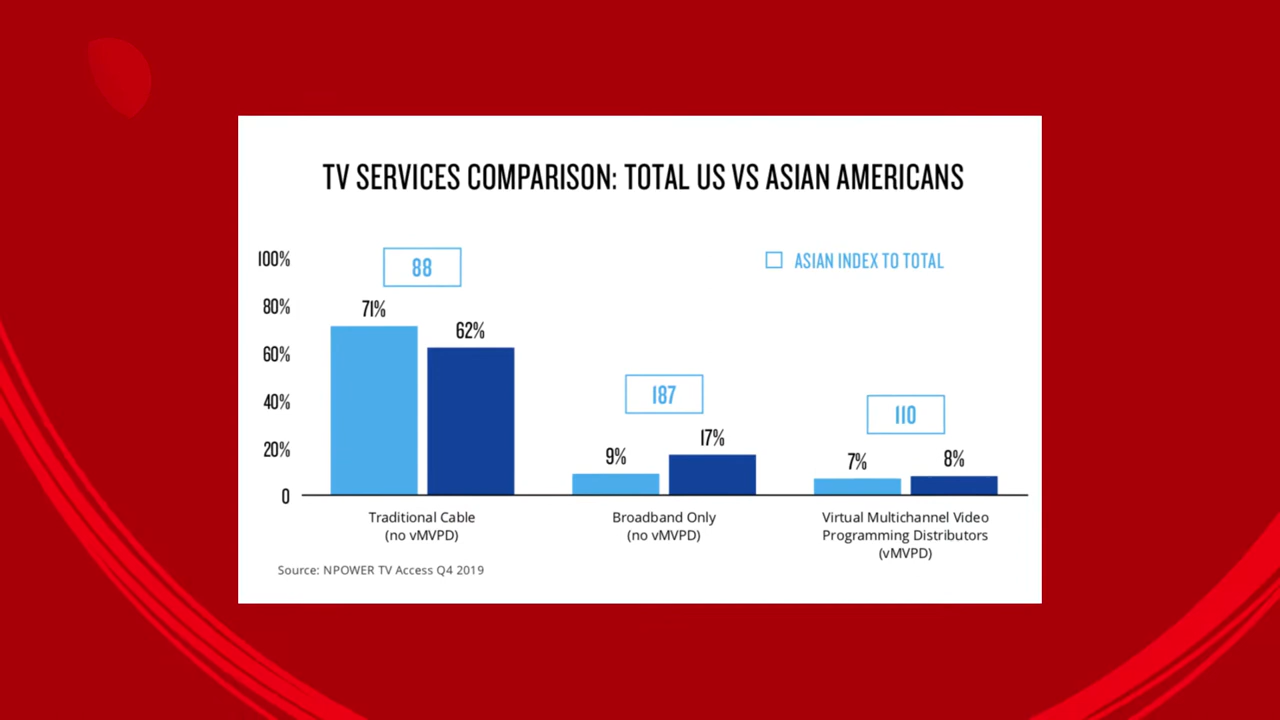 TV SERVICES COMPARISON: TOTAL US VS ASIAN AMERICANS
ASIAN INDEX TO TOTAL
100%
80%
60%
40%
20%
0
88
71%
62%
187
9%
17%
110
7%
8%
Traditional Cable
(no vMVPD)
Broadband Only
(no vMVPD)
Virtual Multichannel Video
Programming Distributors
(vMVPD)
Source: NPOWER TV Access Q4 2019